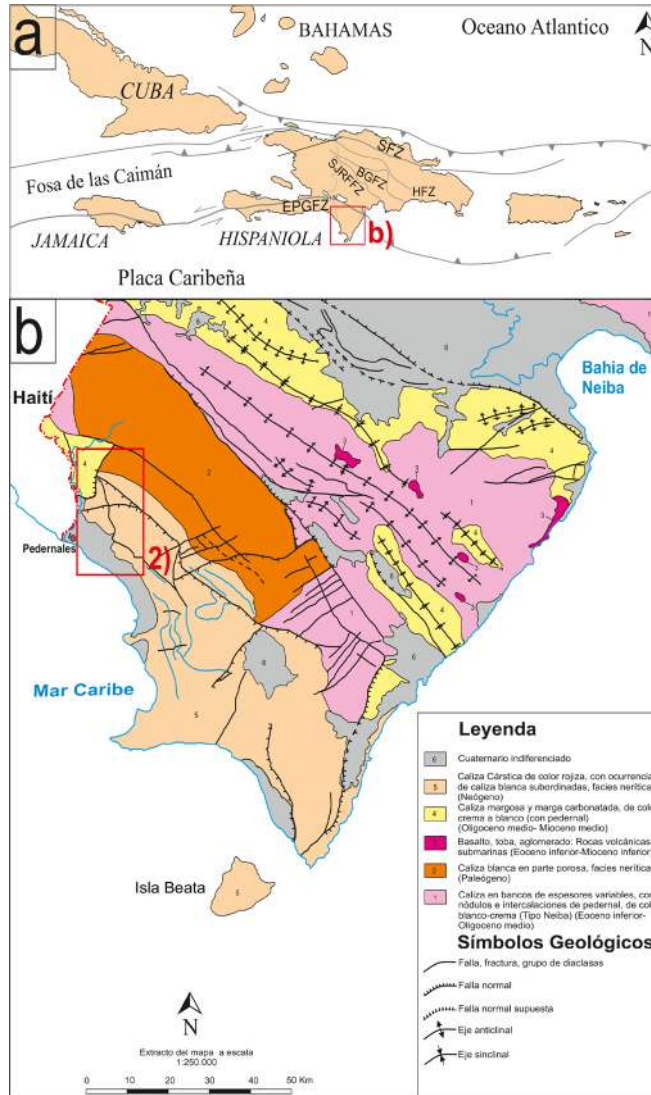 a
BAHAMAS
Oceano Atlantico
N
CUBA
Fosa de las Caimán
SFZ
BGFZ
SJRFFZ
HFZ
EPGFZ
JAMAICA
HISPANIOLA
b)
Placa Caribeña
b
Bahia de
Neiba
Haití
Pedernales
2)
Mar Caribe
Isla Beata
N
Extracto del mapa a escala
1:250.000
0 10 20 30 40 50 Km
Leyenda
6 Cuaternario indiferenciado
5 Caliza Cárstica de color rojiza, con ocurrencia
de caliza blanca subordinadas, facies nerítica
(Neógeno)
4 Caliza margosa y marga carbonatada, de colo
crema a blanco (con pedernal)
(Oligoceno medio- Mioceno medio)
Basalto, toba, aglomerado: Rocas volcánicas
submarinas (Eoceno inferior-Mioceno inferior)
2 Caliza blanca en parte porosa, facies nerítica
(Paleógeno)
1 Caliza en bancos de espesores variables, con
nódulos e intercalaciones de pedernal, de col
blanco-crema (Tipo Neiba) (Eoceno inferior-
Oligoceno medio)
Símbolos Geológicos
Falla, fractura, grupo de diaclasas
Falla normal
Falla normal supuesta
Eje anticlinal
Eje sinclinal